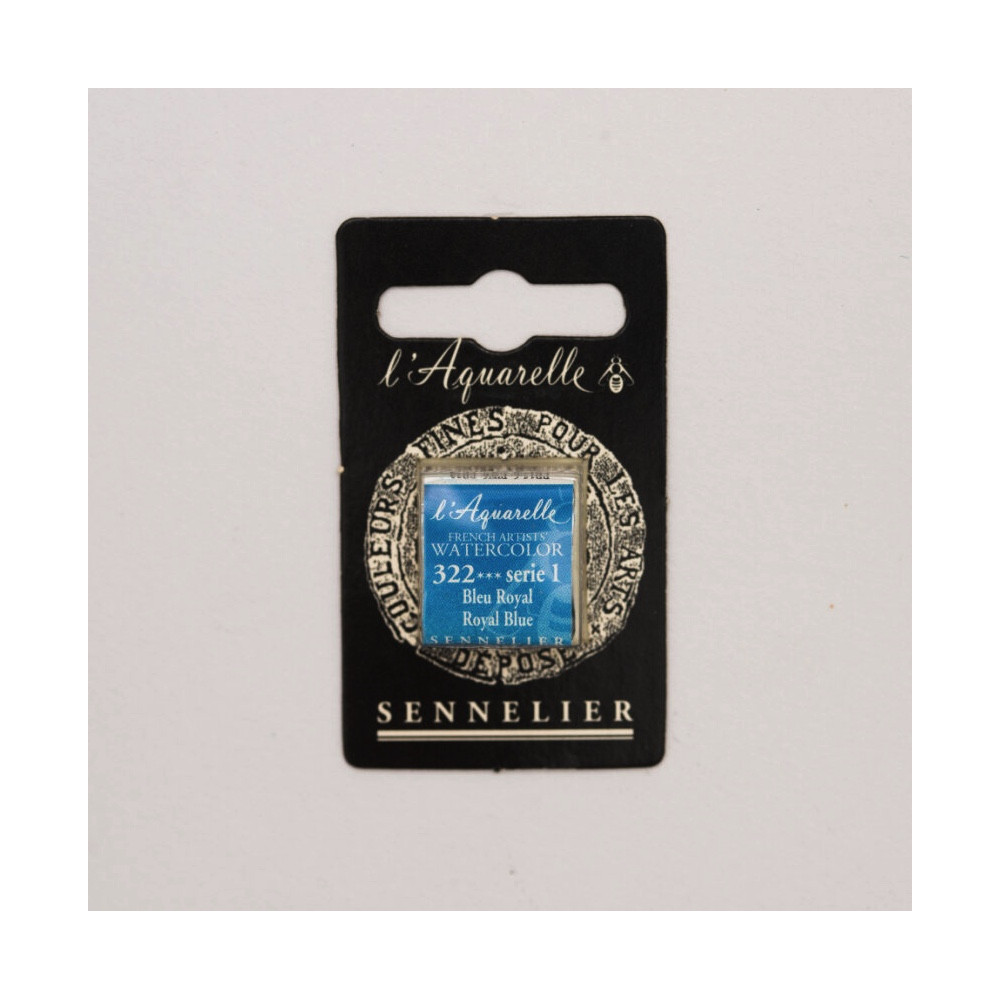 l'Aquarelle
COULEURS FINES POUR LES ARTS
l'Aquarelle
FRENCH ARTISTS'
WATERCOLOR
322*** serie 1
Bleu Royal
Royal Blue
SENNELIER
DÉPOSÉ
SENNELIER